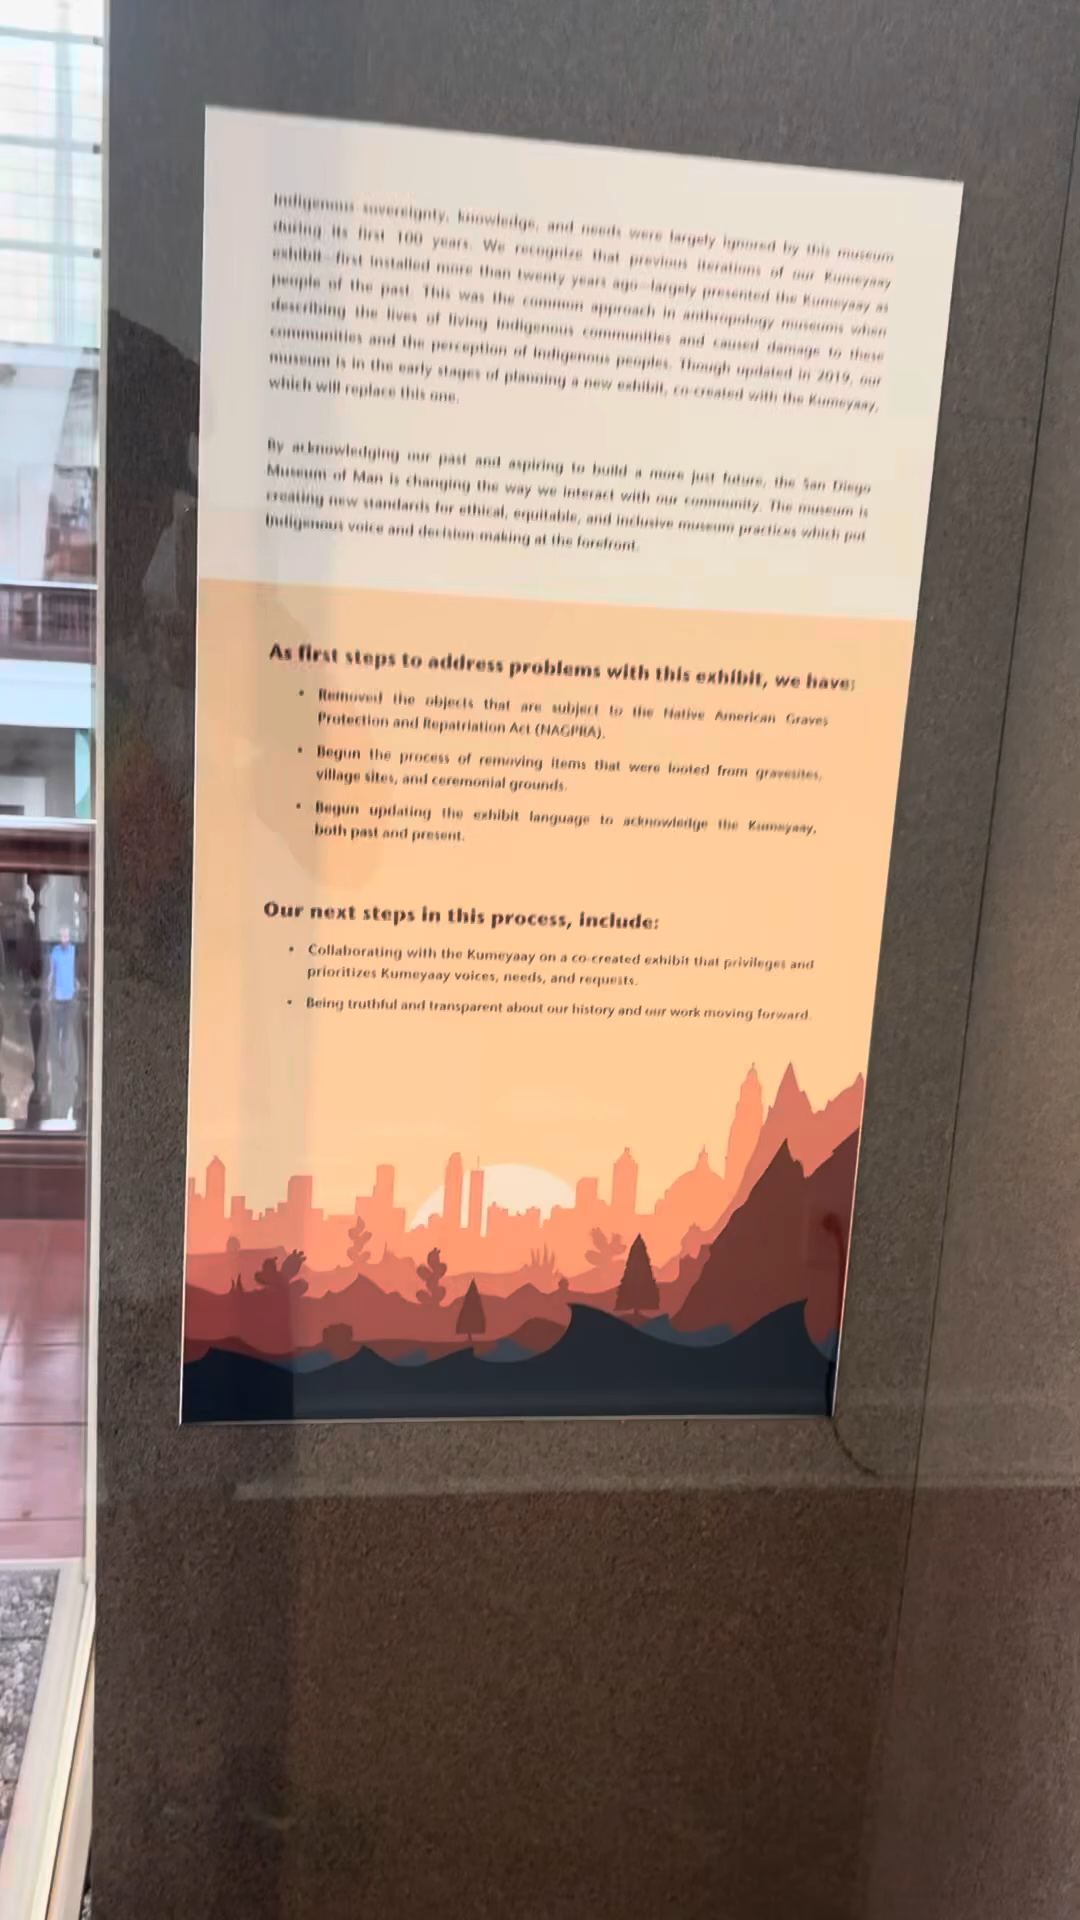 Indigenous sovereignty, knowledge, and needs were largely ignored by this museum
during its first 100 years. We recognize that previous iterations of our Kumeyaay
exhibit—first installed more than twenty years ago—largely presented the Kumeyaay as
people of the past. This was the common approach in anthropology museums when
describing the lives of living Indigenous communities and caused damage to these
communities and the perception of Indigenous peoples. Though updated in 2019, our
museum is in the early stages of planning a new exhibit, co-created with the Kumeyaay,
which will replace this one.
By acknowledging our past and aspiring to build a more just future, the San Diego
Museum of Man is changing the way we interact with our community. The museum is
creating new standards for ethical, equitable, and inclusive museum practices which put
Indigenous voice and decision-making at the forefront.
As first steps to address problems with this exhibit, we have:
• Removed the objects that are subject to the Native American Graves
Protection and Repatriation Act (NAGPRA).
• Begun the process of removing items that were looted from gravesites,
village sites, and ceremonial grounds.
• Begun updating the exhibit language to acknowledge the Kumeyaay,
both past and present.
Our next steps in this process, include:
• Collaborating with the Kumeyaay on a co-created exhibit that privileges and
prioritizes Kumeyaay voices, needs, and requests.
• Being truthful and transparent about our history and our work moving forward.